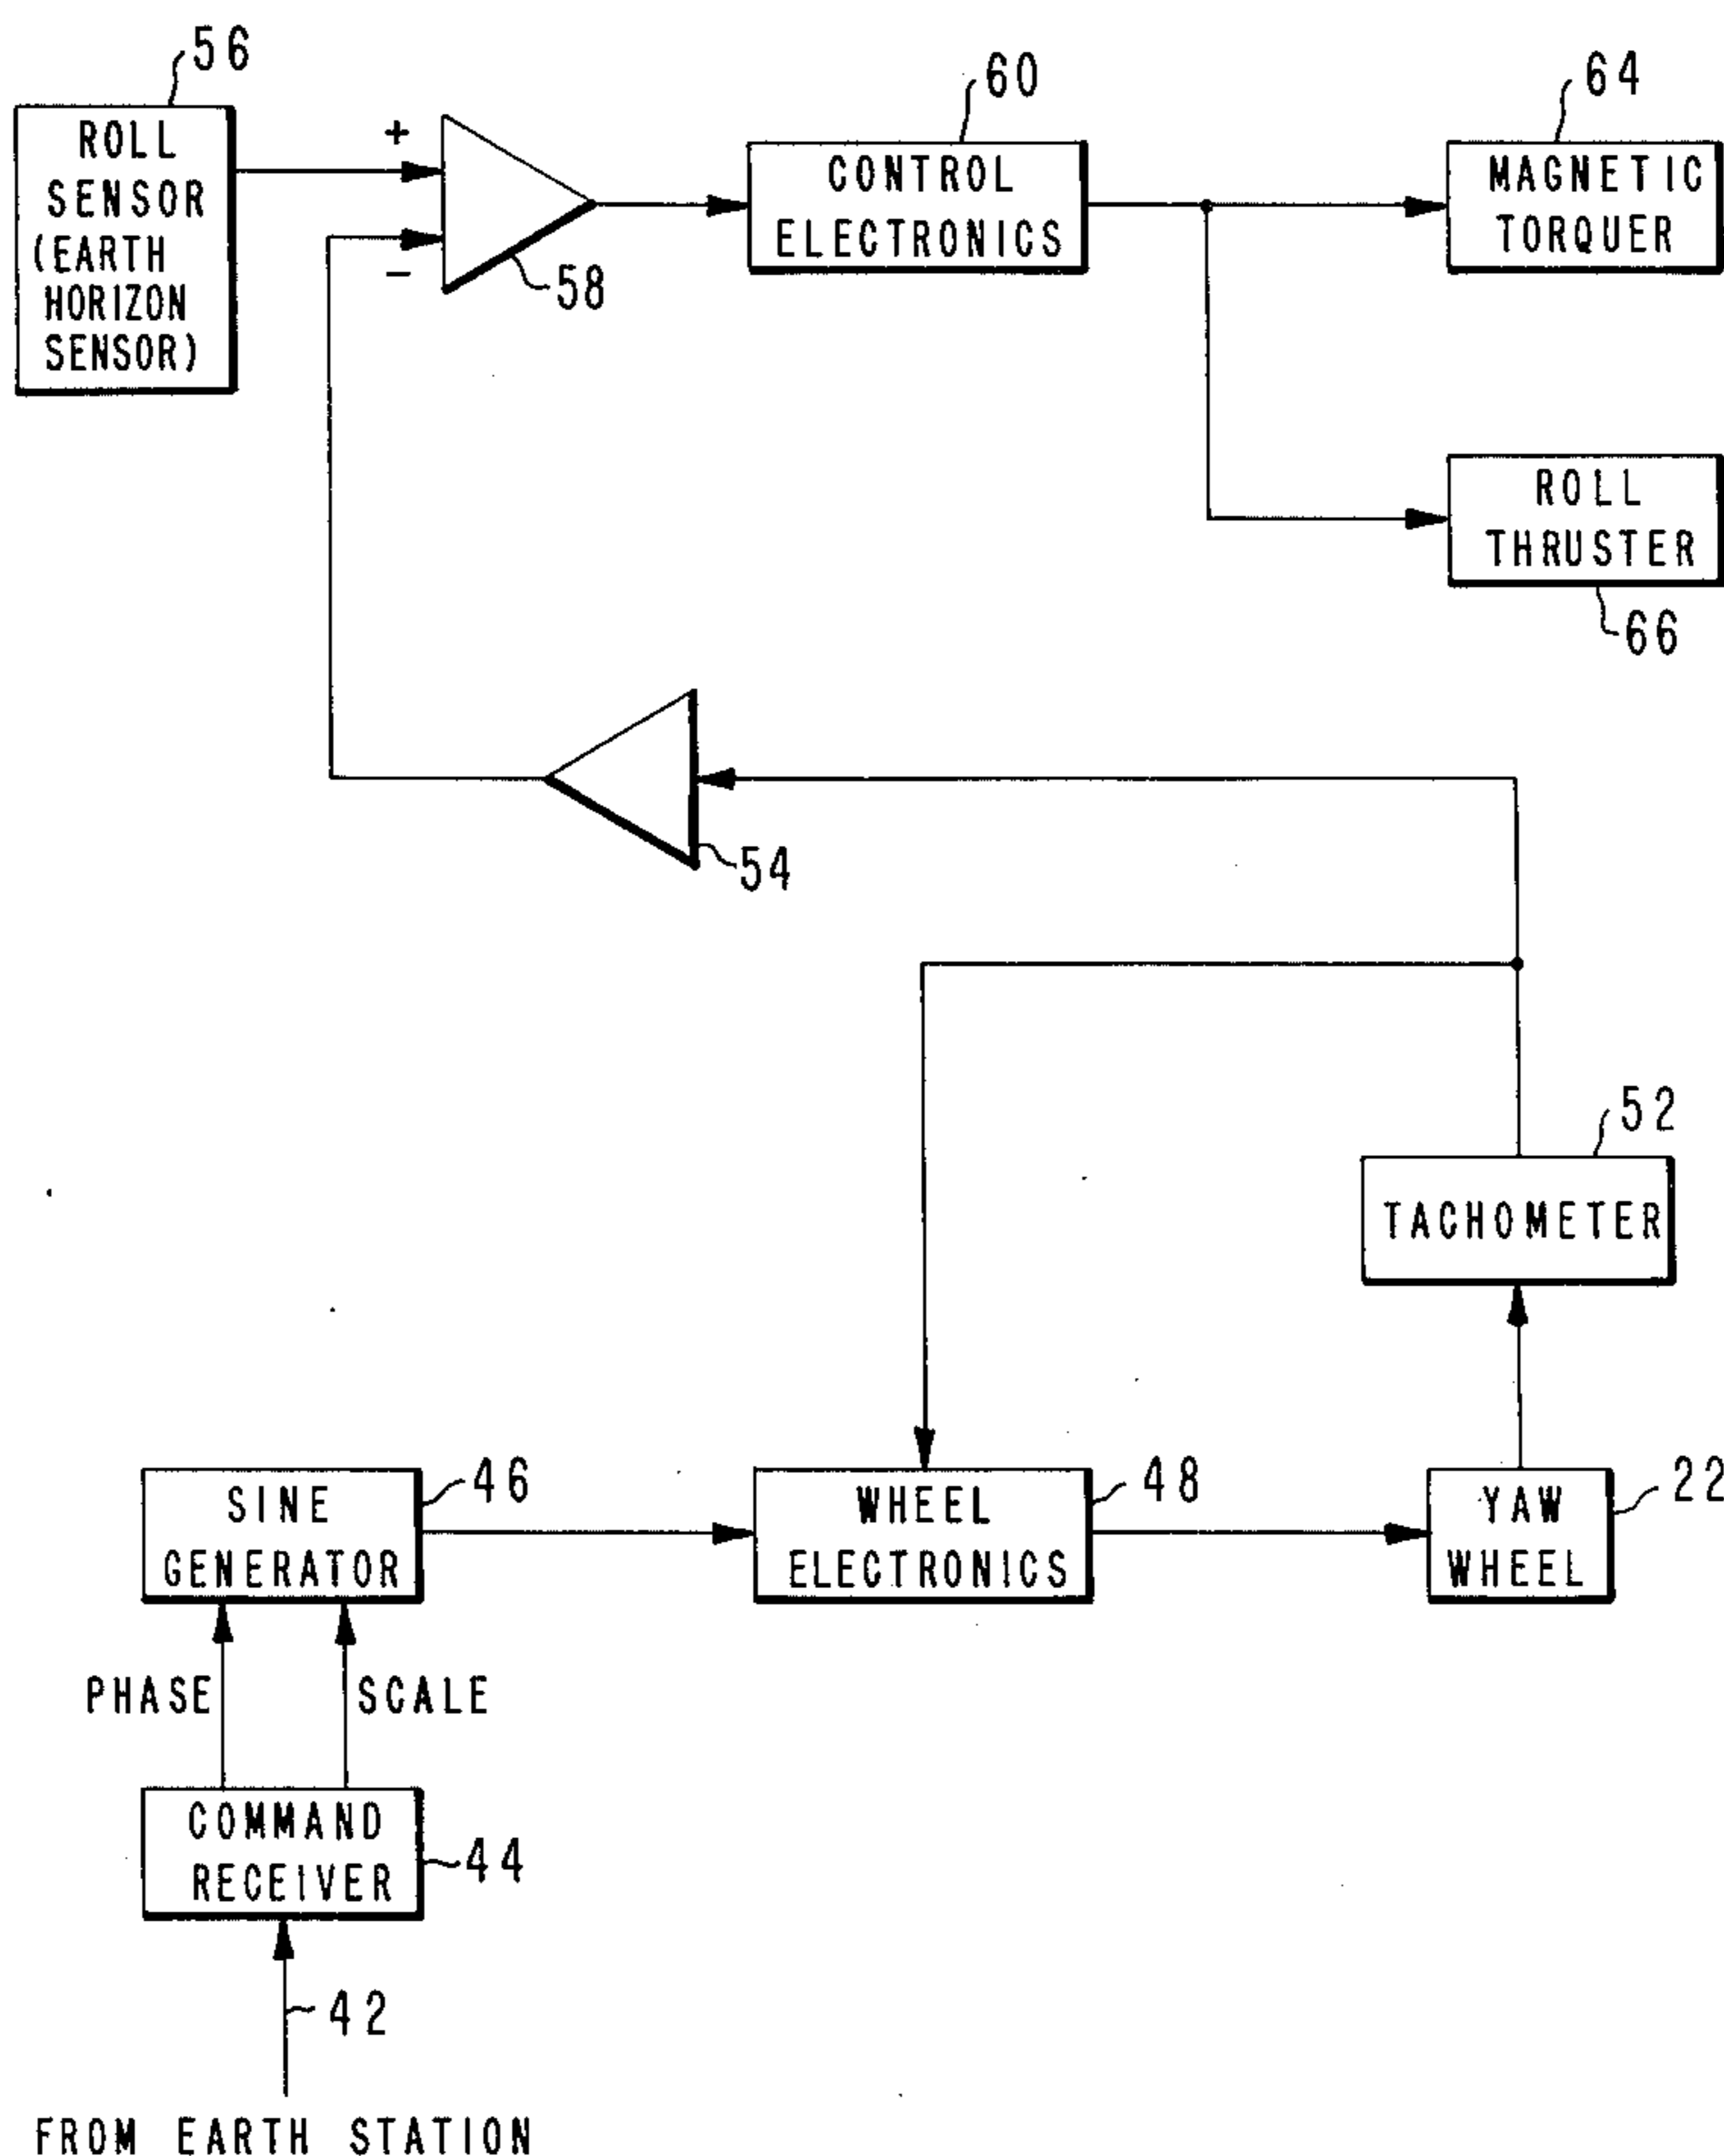 56
60
64
ROLL
SENSOR
(EARTH
HORIZON
SENSOR)
+
−
58
CONTROL
ELECTRONICS
MAGNETIC
TORQUER
ROLL
THRUSTER
66
54
52
TACHOMETER
SINE
GENERATOR
46
WHEEL
ELECTRONICS
48
YAW
WHEEL
22
PHASE
SCALE
COMMAND
RECEIVER
44
42
FROM EARTH STATION